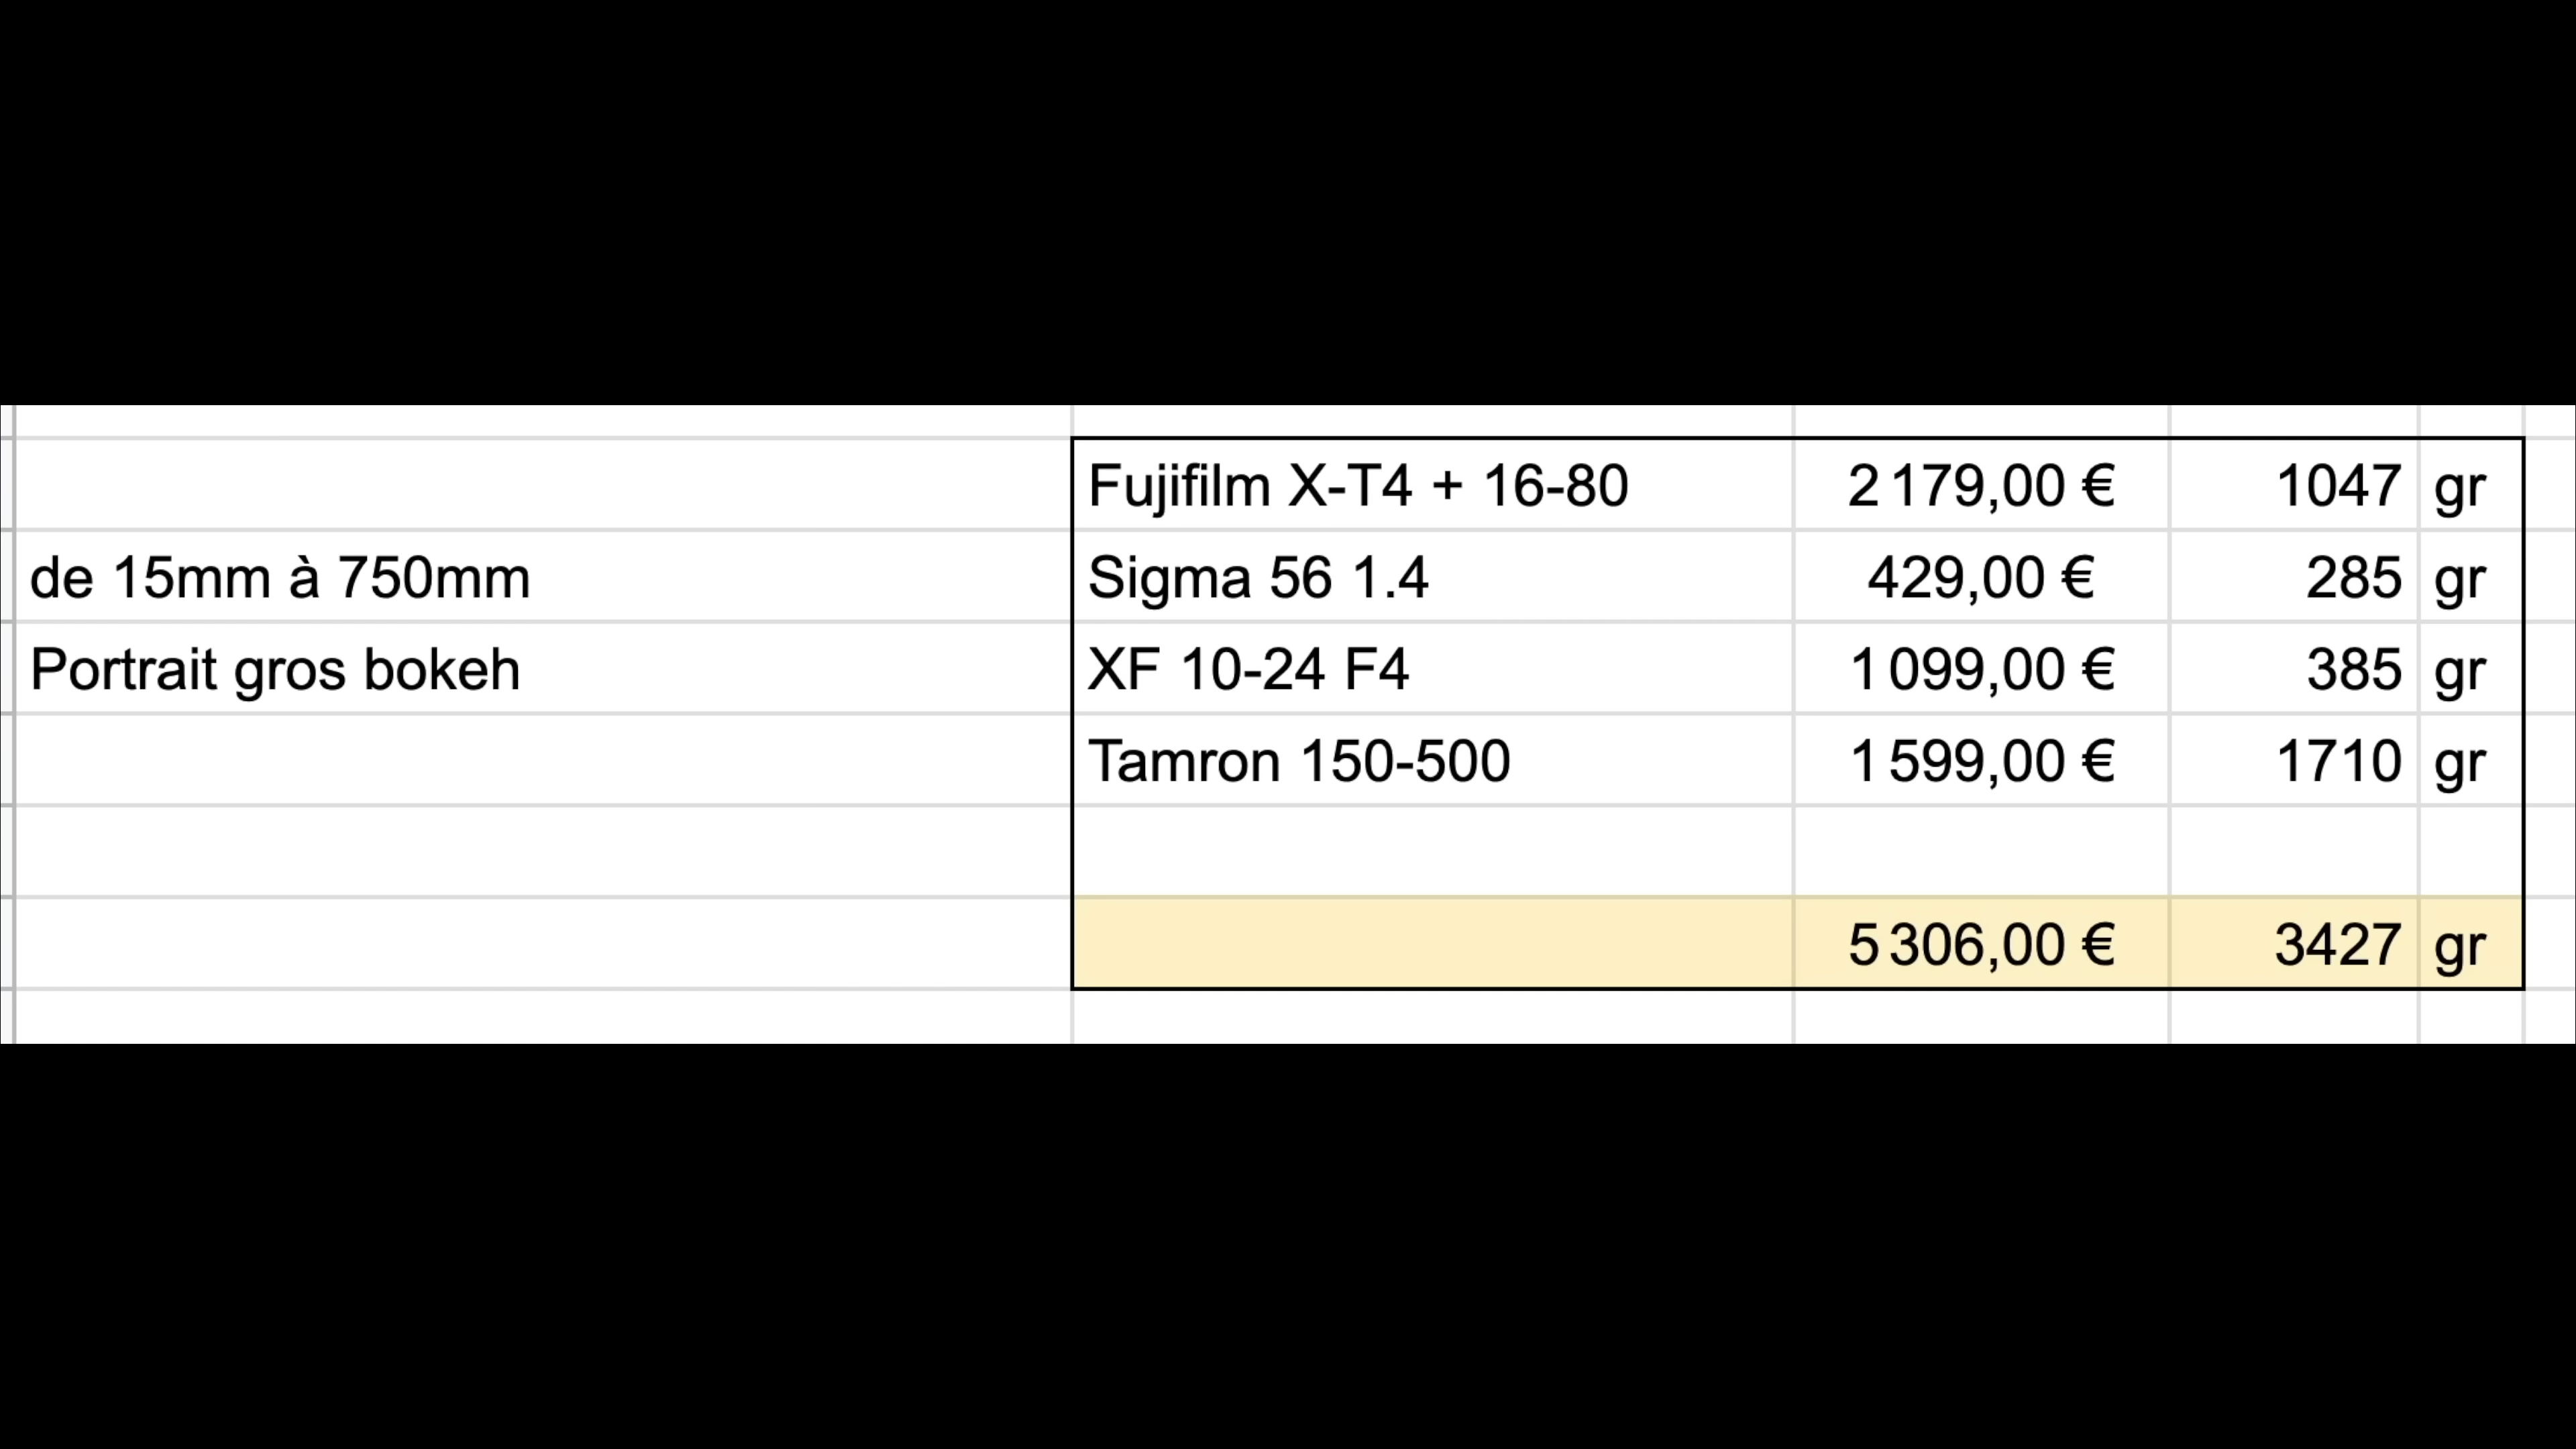 Fujifilm X-T4 + 16-80 2 179,00 € 1047 gr
de 15mm à 750mm Sigma 56 1.4 429,00 € 285 gr
Portrait gros bokeh XF 10-24 F4 1 099,00 € 385 gr
Tamron 150-500 1 599,00 € 1710 gr
5 306,00 € 3427 gr